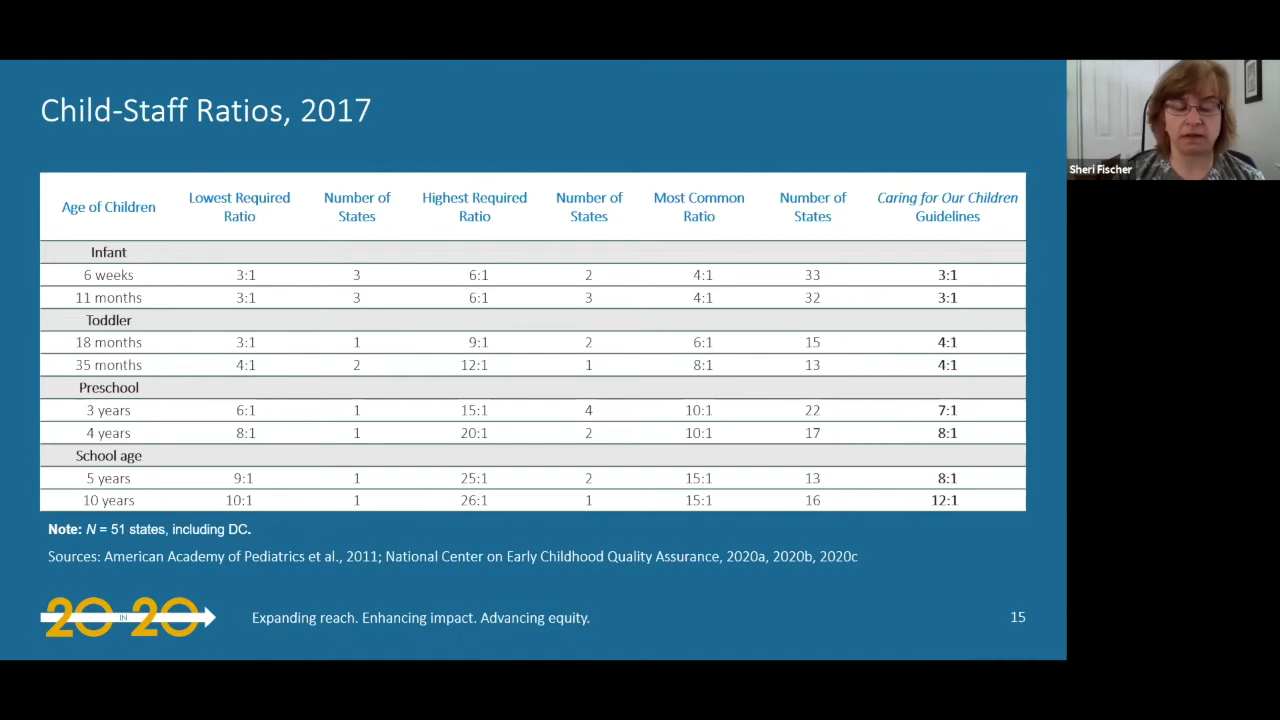 Child-Staff Ratios, 2017
Sheri Fischer
Age of Children Lowest Required Ratio Number of States Highest Required Ratio Number of States Most Common Ratio Number of States Caring for Our Children Guidelines
Infant
6 weeks 3:1 3 6:1 2 4:1 33 3:1
11 months 3:1 3 6:1 3 4:1 32 3:1
Toddler
18 months 3:1 1 9:1 2 6:1 15 4:1
35 months 4:1 2 12:1 1 8:1 13 4:1
Preschool
3 years 6:1 1 15:1 4 10:1 22 7:1
4 years 8:1 1 20:1 2 10:1 17 8:1
School age
5 years 9:1 1 25:1 2 15:1 13 8:1
10 years 10:1 1 26:1 1 15:1 16 12:1
Note: N = 51 states, including DC.
Sources: American Academy of Pediatrics et al., 2011; National Center on Early Childhood Quality Assurance, 2020a, 2020b, 2020c
20 IN 20
Expanding reach. Enhancing impact. Advancing equity.
15